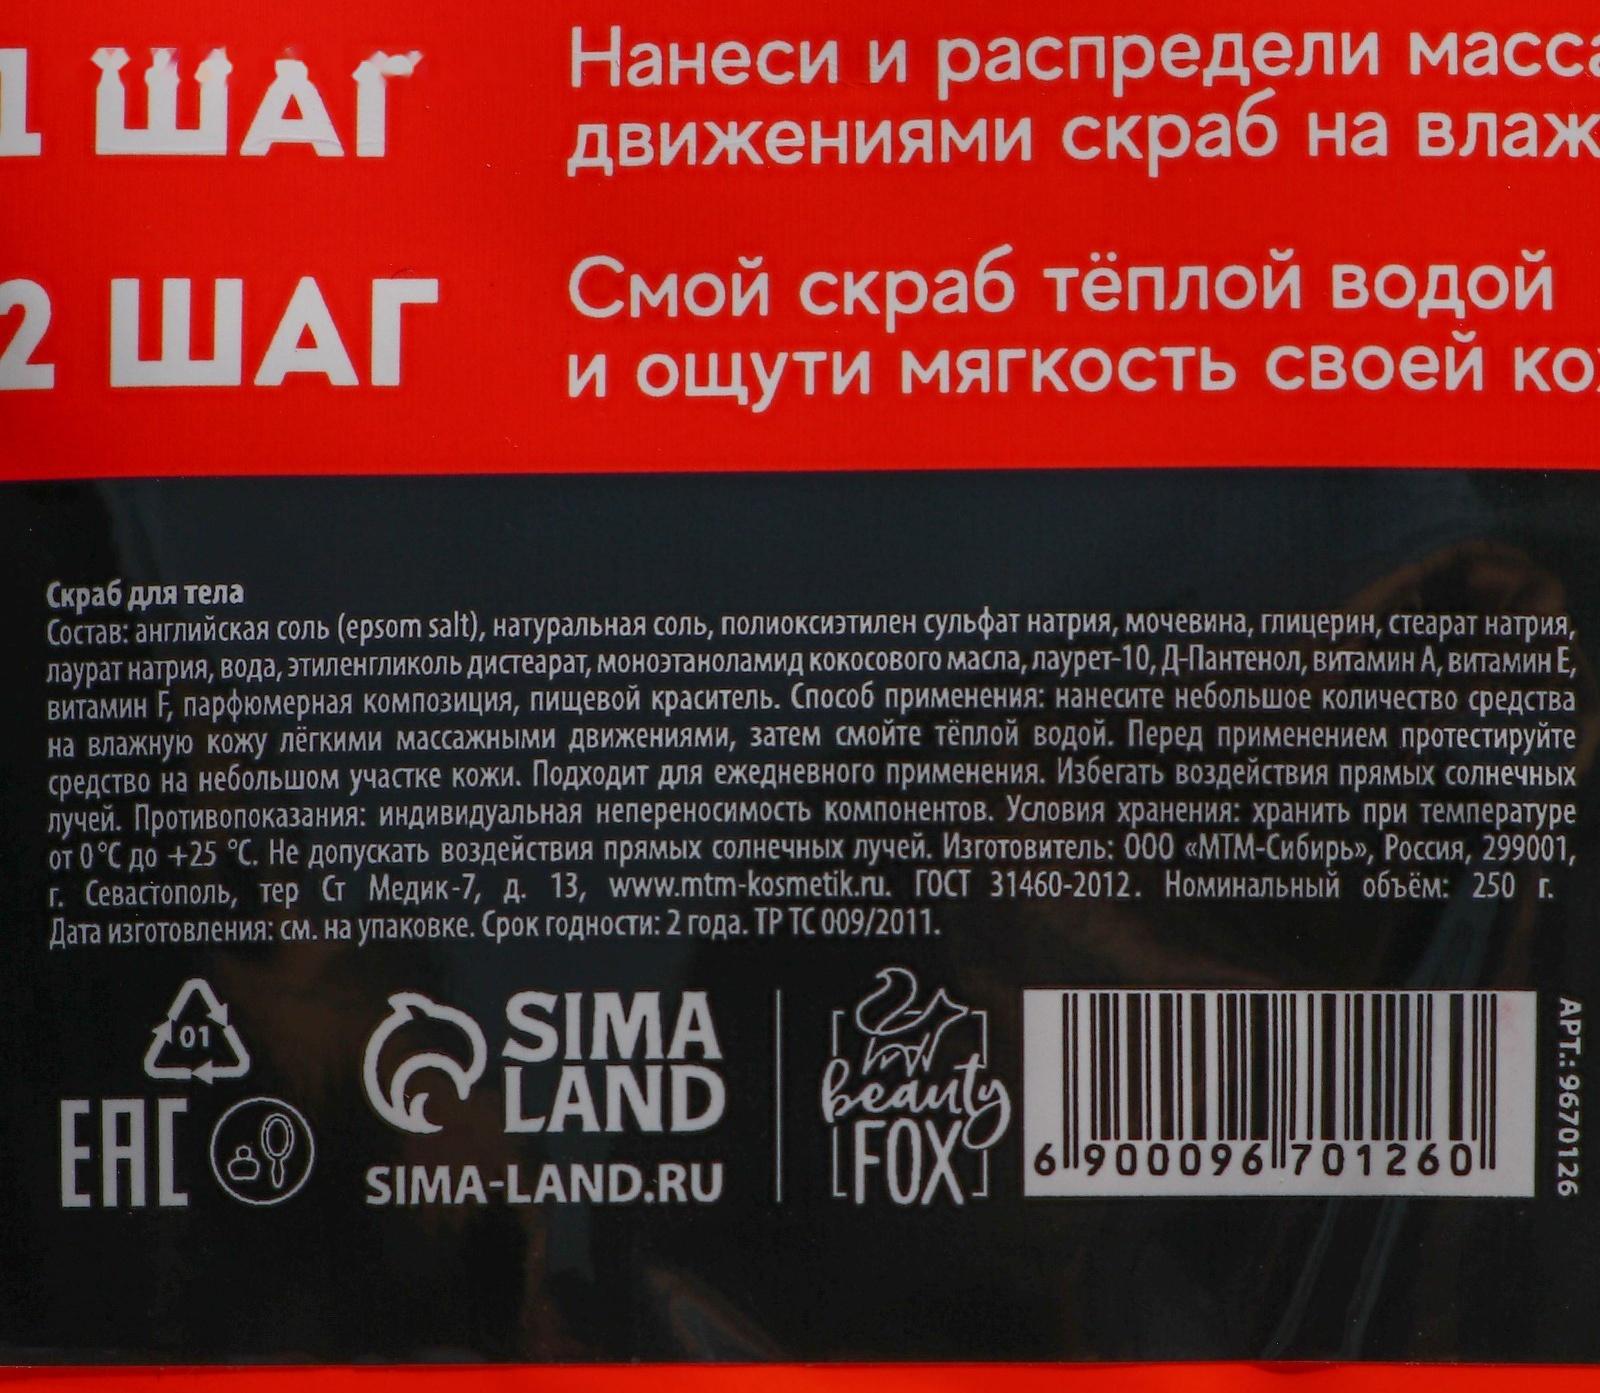 1 ШАГ
Нанеси и распредели
движениями скраб на
2 ШАГ
Смой скраб тёплой водой
и ощути мягкость своей
Скраб для тела
Состав: английская соль (epsom salt), натуральная соль, полиоксиэтилен сульфат натрия, мочевина, глицерин, стеарат натрия,
лаурат натрия, вода, этиленгликоль дистеарат, моноэтаноламид кокосового масла, лаурет-10, Д-Пантенол, витамин А, витамин Е,
витамин F, парфюмерная композиция, пищевой краситель. Способ применения: нанесите небольшое количество средства
на влажную кожу лёгкими массажными движениями, затем смойте тёплой водой. Перед применением протестируйте
средство на небольшом участке кожи. Подходит для ежедневного применения. Избегать воздействия прямых солнечных
лучей. Противопоказания: индивидуальная непереносимость компонентов. Условия хранения: хранить при температуре
от 0 °С до +25 °С. Не допускать воздействия прямых солнечных лучей. Изготовитель: ООО «МТМ-Сибирь», Россия, 299001,
г. Севастополь, тер Ст Медик-7, д. 13, www.mtm-kosmetik.ru. ГОСТ 31460-2012. Номинальный объём: 250 г.
Дата изготовления: см. на упаковке. Срок годности: 2 года. ТР ТС 009/2011.
01
EAC
SIMA
LAND
SIMA-LAND.RU
beauty
FOX
6 900096 701260
АРТ.: 9670126